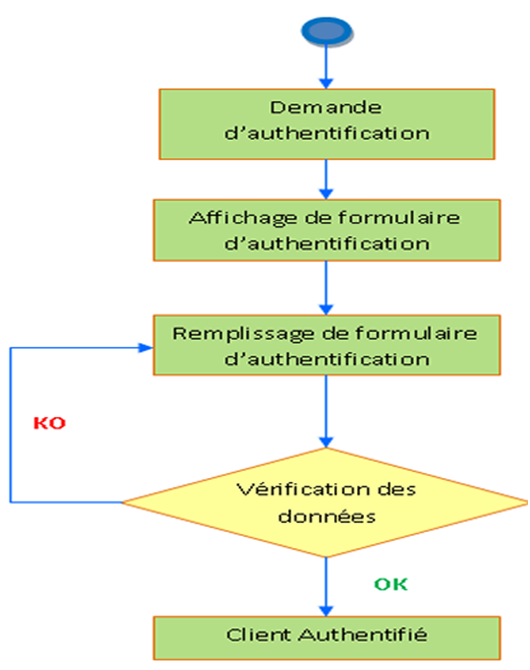 Demande
d'authentification
Affichage de formulaire
d'authentification
Remplissage de formulaire
d'authentification
KO
Vérification des
données
OK
Client Authentifié